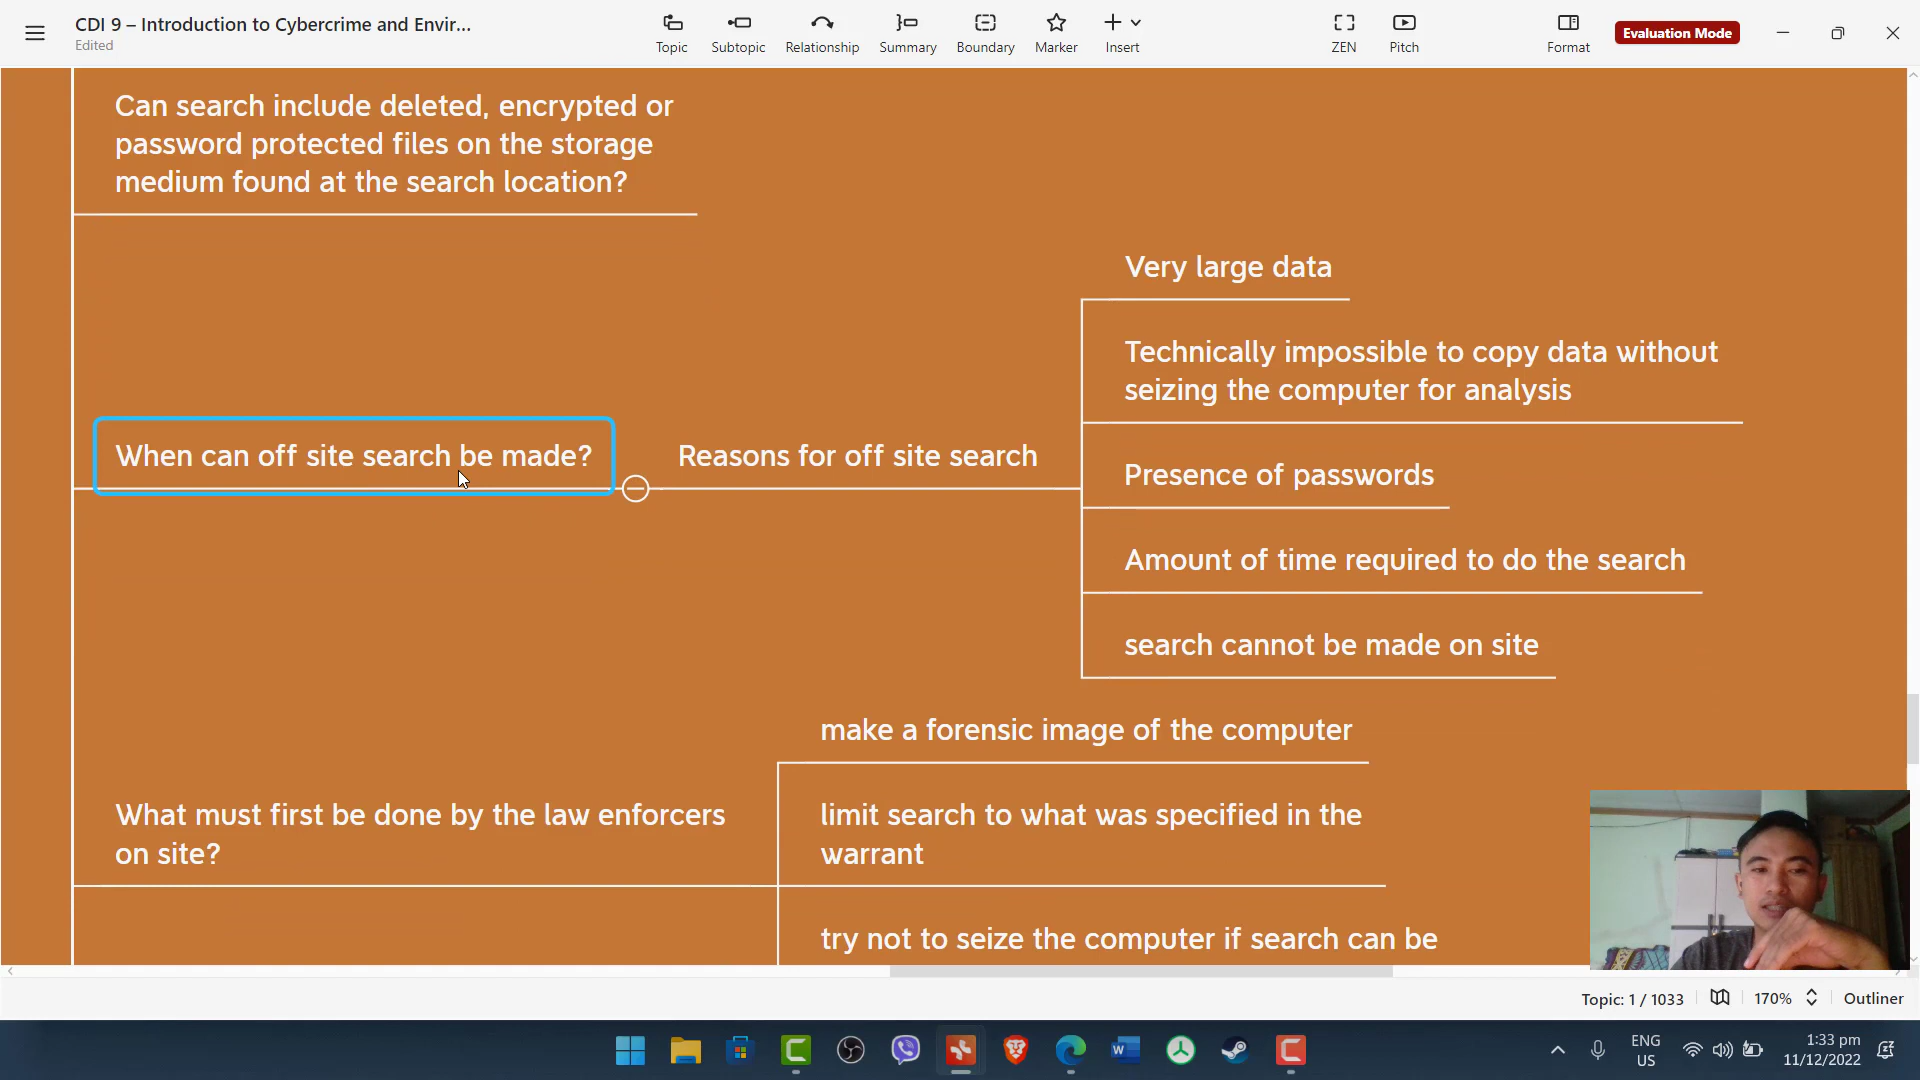 CDI 9 – Introduction to Cybercrime and Envir...
Edited
Topic
Subtopic
Relationship
Summary
Boundary
Marker
Insert
ZEN
Pitch
Format
Evaluation Mode
Can search include deleted, encrypted or
password protected files on the storage
medium found at the search location?
Very large data
Technically impossible to copy data without
seizing the computer for analysis
When can off site search be made?
Reasons for off site search
Presence of passwords
Amount of time required to do the search
search cannot be made on site
make a forensic image of the computer
What must first be done by the law enforcers
on site?
limit search to what was specified in the
warrant
try not to seize the computer if search can be
Topic: 1 / 1033
170%
Outliner
ENG
US
1:33 pm
11/12/2022